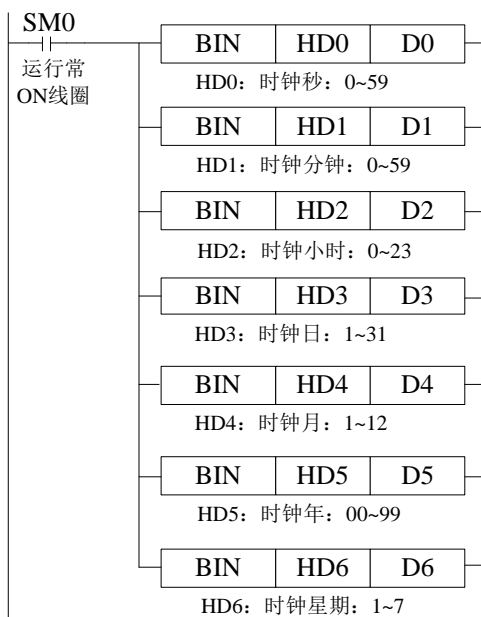 SM0
运行常
ON线圈
BIN HD0 D0
HD0：时钟秒：0~59
BIN HD1 D1
HD1：时钟分钟：0~59
BIN HD2 D2
HD2：时钟小时：0~23
BIN HD3 D3
HD3：时钟日：1~31
BIN HD4 D4
HD4：时钟月：1~12
BIN HD5 D5
HD5：时钟年：00~99
BIN HD6 D6
HD6：时钟星期：1~7